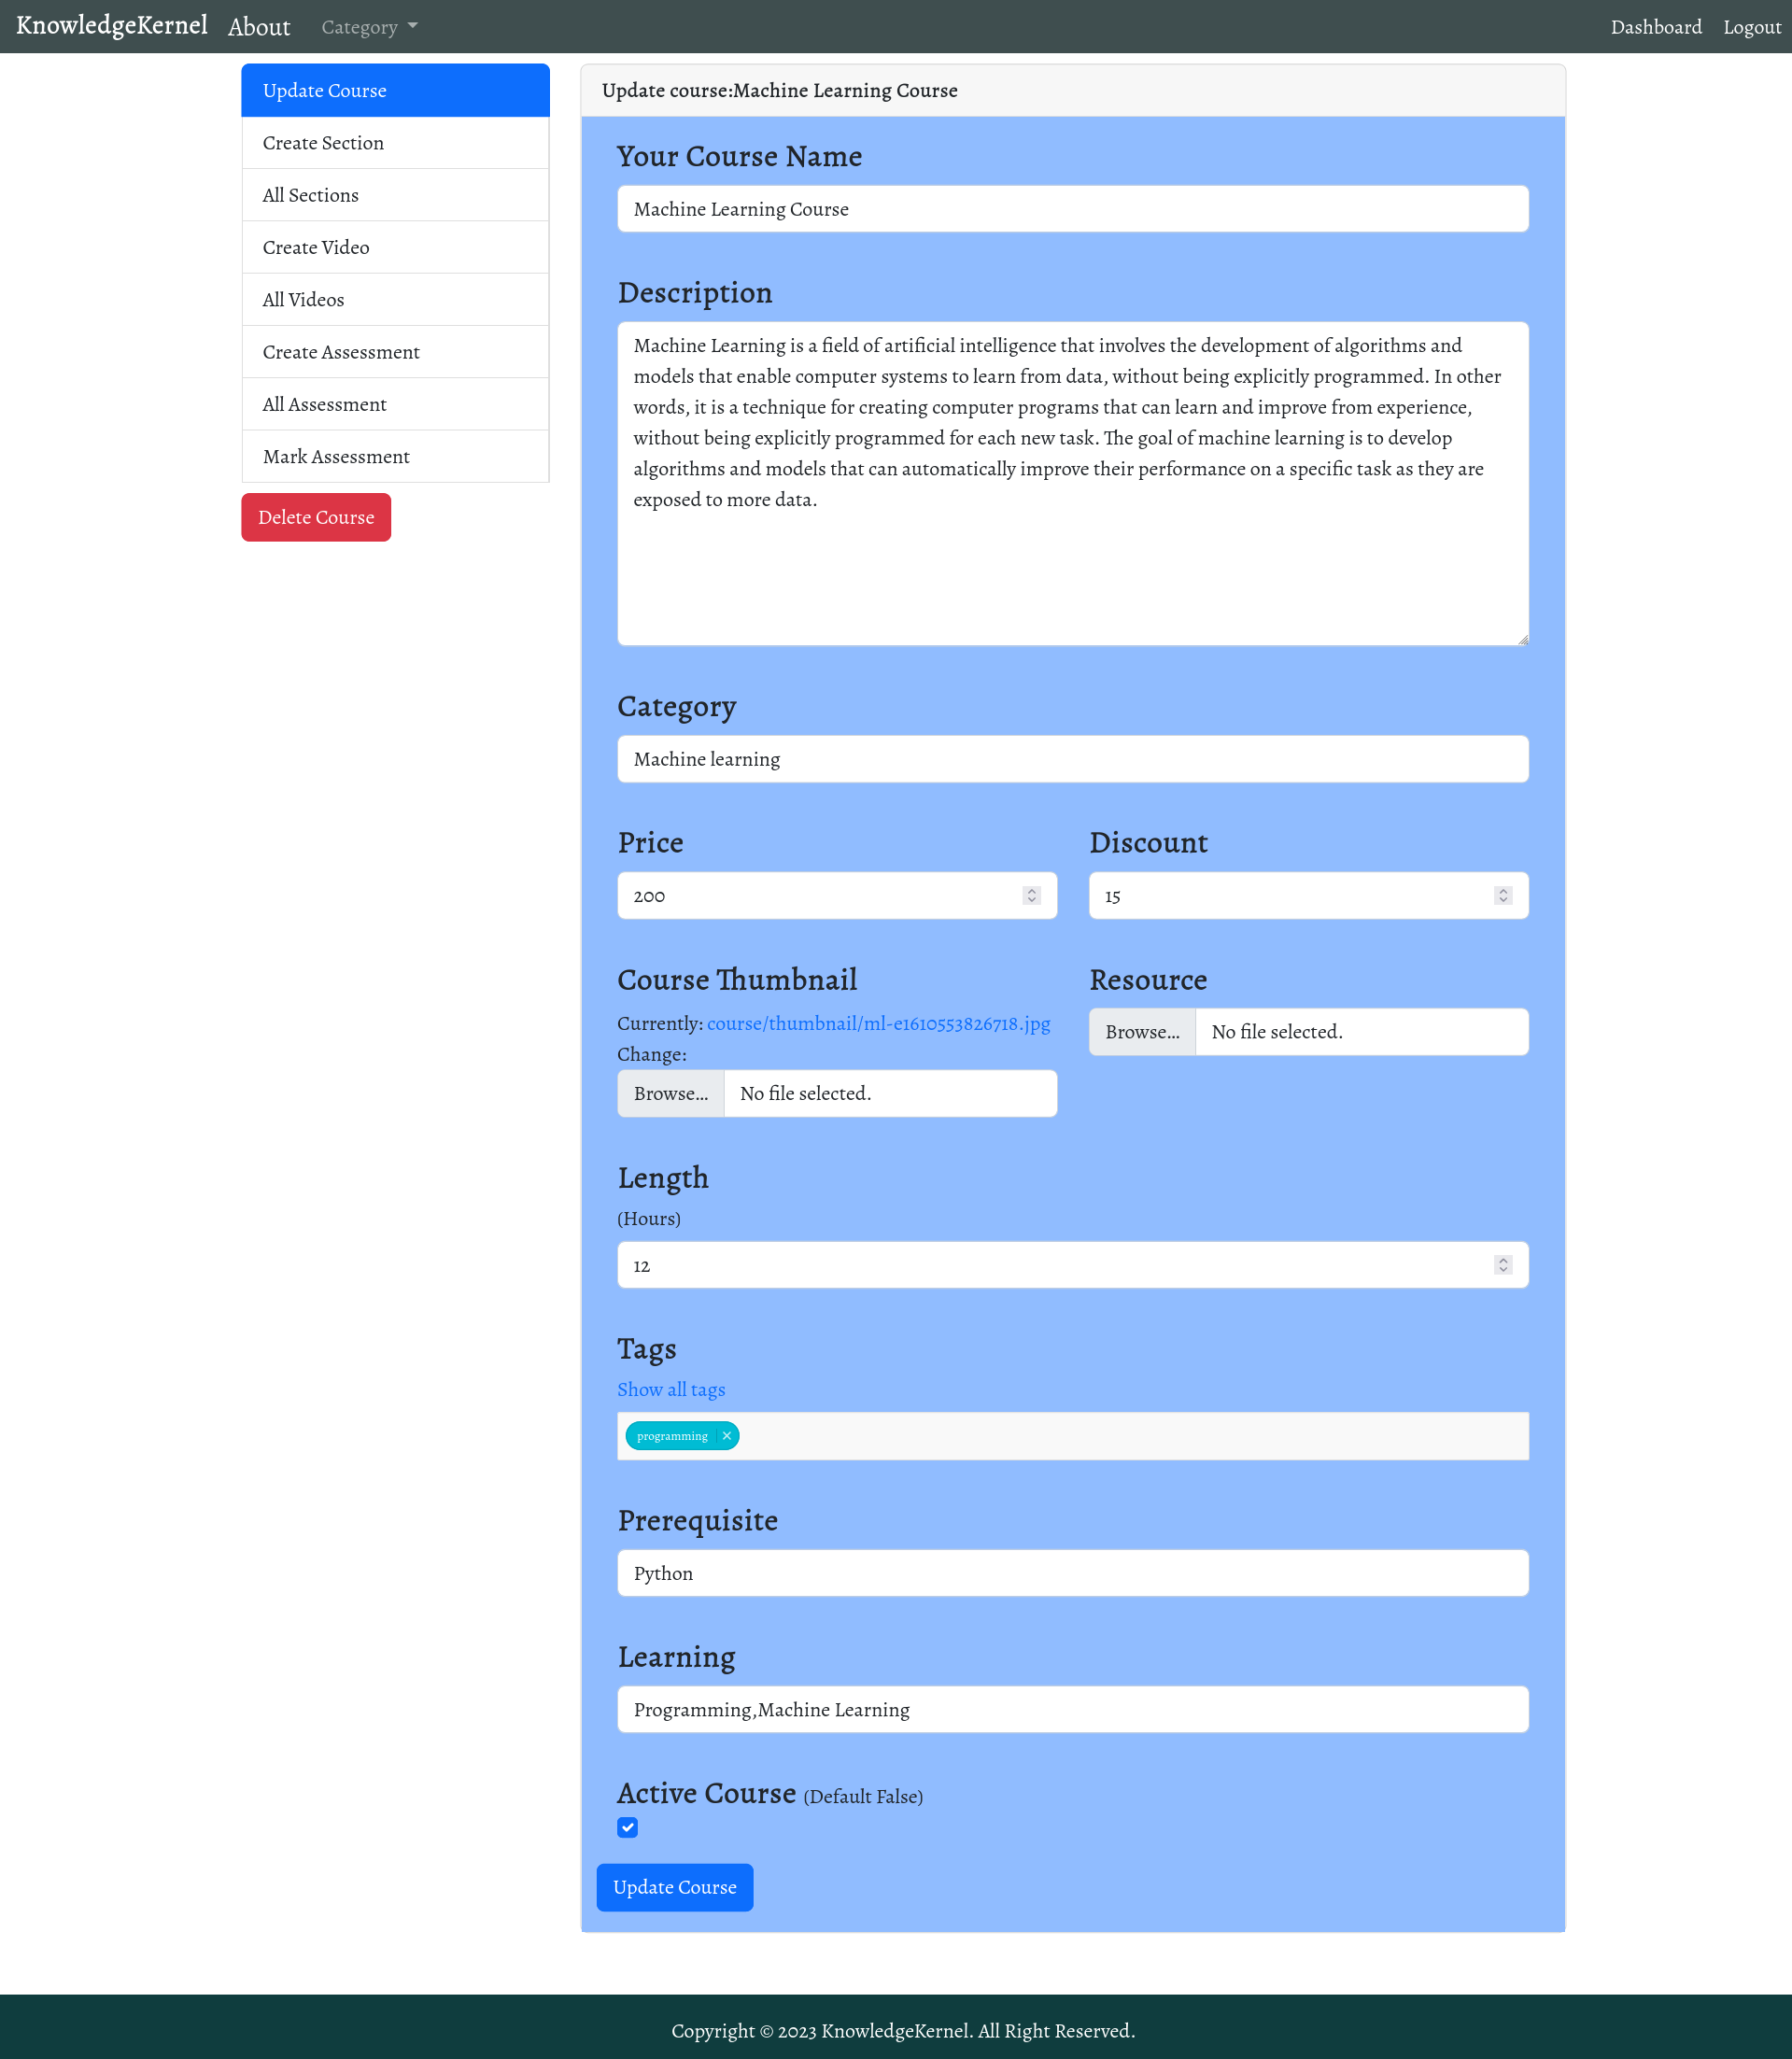 KnowledgeKernel About Category Dashboard Logout
Update Course
Create Section
All Sections
Create Video
All Videos
Create Assessment
All Assessment
Mark Assessment
Delete Course
Update course:Machine Learning Course
Your Course Name
Machine Learning Course
Description
Machine Learning is a field of artificial intelligence that involves the development of algorithms and
models that enable computer systems to learn from data, without being explicitly programmed. In other
words, it is a technique for creating computer programs that can learn and improve from experience,
without being explicitly programmed for each new task. The goal of machine learning is to develop
algorithms and models that can automatically improve their performance on a specific task as they are
exposed to more data.
Category
Machine learning
Price
200
Discount
15
Course Thumbnail
Currently: course/thumbnail/ml-e1610553826718.jpg
Change:
Browse... No file selected.
Resource
Browse... No file selected.
Length
(Hours)
12
Tags
Show all tags
programming
Prerequisite
Python
Learning
Programming,Machine Learning
Active Course (Default False)
Update Course
Copyright © 2023 KnowledgeKernel. All Right Reserved.